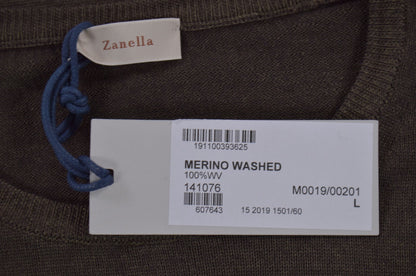 Zanella
191100393625
MERINO WASHED
100%WV
141076 M0019/00201
L
607643 15 2019 1501/60